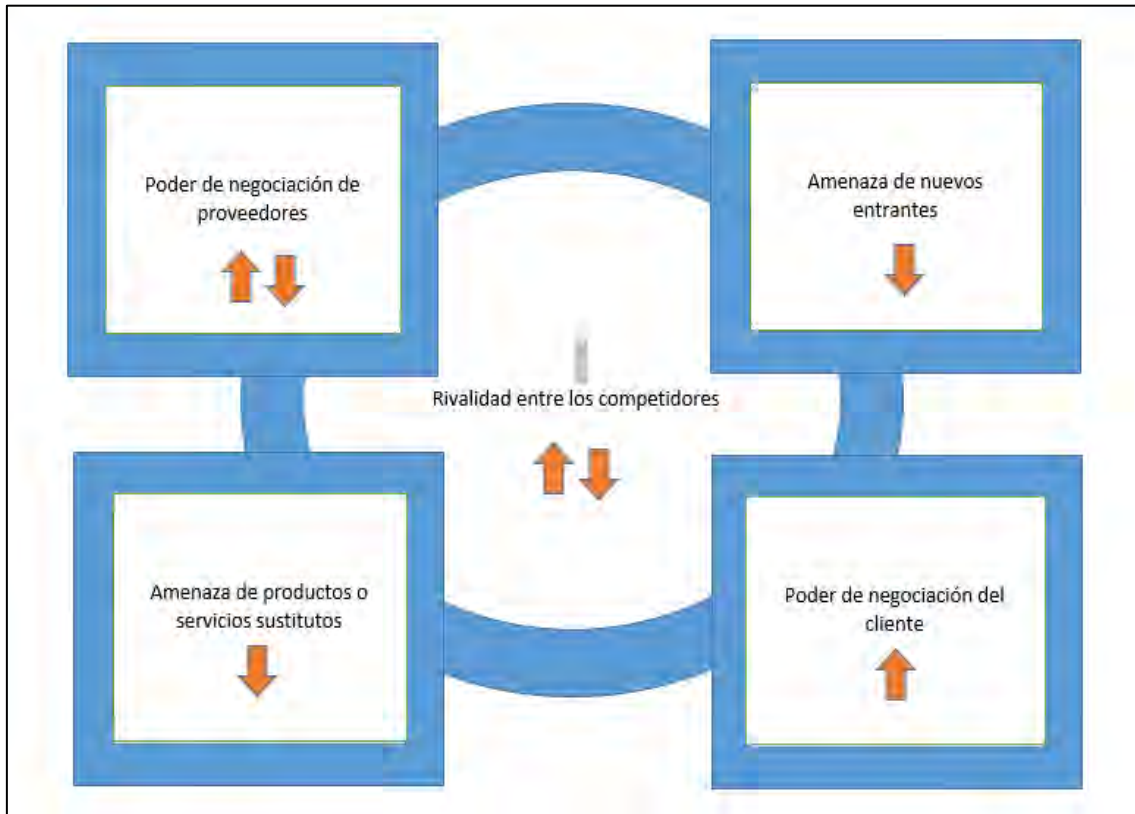 Poder de negociación de
proveedores
Amenaza de nuevos
entrantes
Rivalidad entre los competidores
Amenaza de productos o
servicios sustitutos
Poder de negociación del
cliente